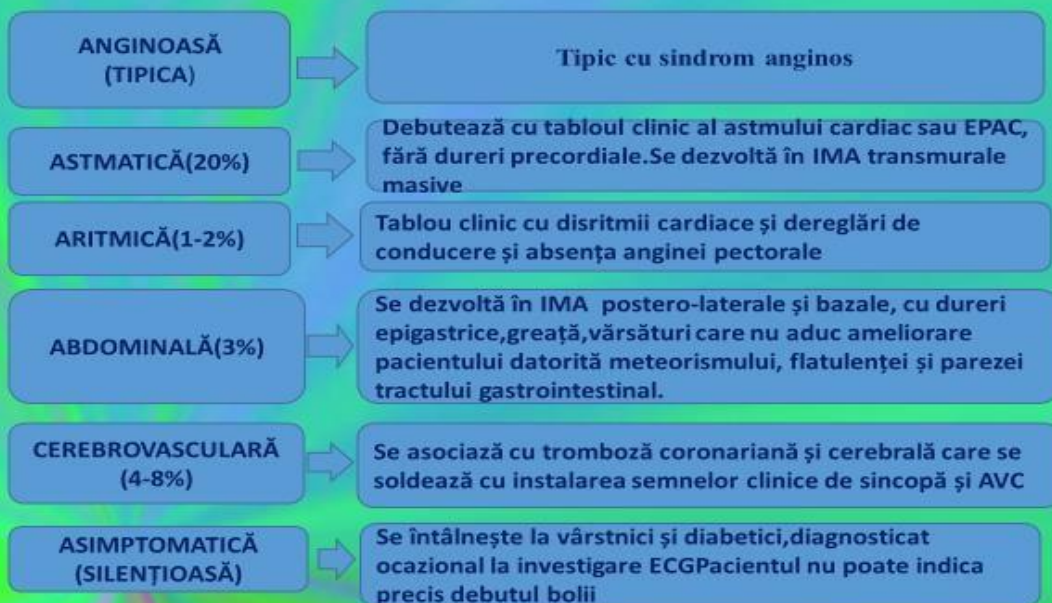 ANGINOASĂ
(TIPICA)
Tipic cu sindrom anginos
ASTMATICĂ(20%)
Debutează cu tabloul clinic al astmului cardiac sau EPAC,
fără dureri precordiale.Se dezvoltă în IMA transmurale
masive
ARITMICĂ(1-2%)
Tablou clinic cu disritmii cardiace și dereglări de
conducere și absența anginei pectorale
ABDOMINALĂ(3%)
Se dezvoltă în IMA postero-laterale și bazale, cu dureri
epigastrice,greață,vărsături care nu aduc ameliorare
pacientului datorită meteorismului, flatulenței și parezei
tractului gastrointestinal.
CEREBROVASCULARĂ
(4-8%)
Se asociază cu tromboză coronariană și cerebrală care se
soldează cu instalarea semnelor clinice de sincopă și AVC
ASIMPTOMATICĂ
(SILENȚIOASĂ)
Se întâlnește la vârstnici și diabetici,diagnosticat
ocazional la investigare ECGPacientul nu poate indica
precis debutul bolii